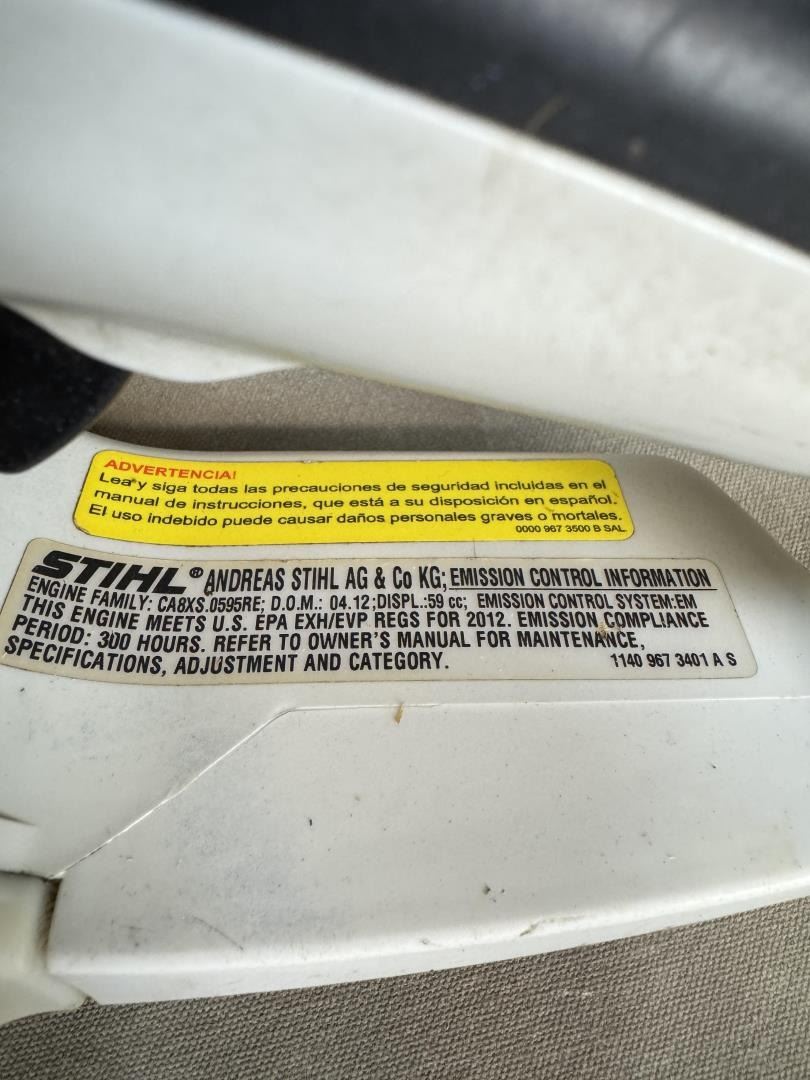 ADVERTENCIA!
Lea y siga todas las precauciones de seguridad incluidas en el
manual de instrucciones, que está a su disposición en español.
El uso indebido puede causar daños personales graves o mortales.
0000 967 3500 B SAL
STIHL® ANDREAS STIHL AG & Co KG; EMISSION CONTROL INFORMATION
ENGINE FAMILY: CA8XS.0595RE; D.O.M.: 04.12;DISPL.:59 cc; EMISSION CONTROL SYSTEM:EM
THIS ENGINE MEETS U.S. EPA EXH/EVP REGS FOR 2012. EMISSION COMPLIANCE
PERIOD: 300 HOURS. REFER TO OWNER'S MANUAL FOR MAINTENANCE,
SPECIFICATIONS, ADJUSTMENT AND CATEGORY.
1140 967 3401 A S